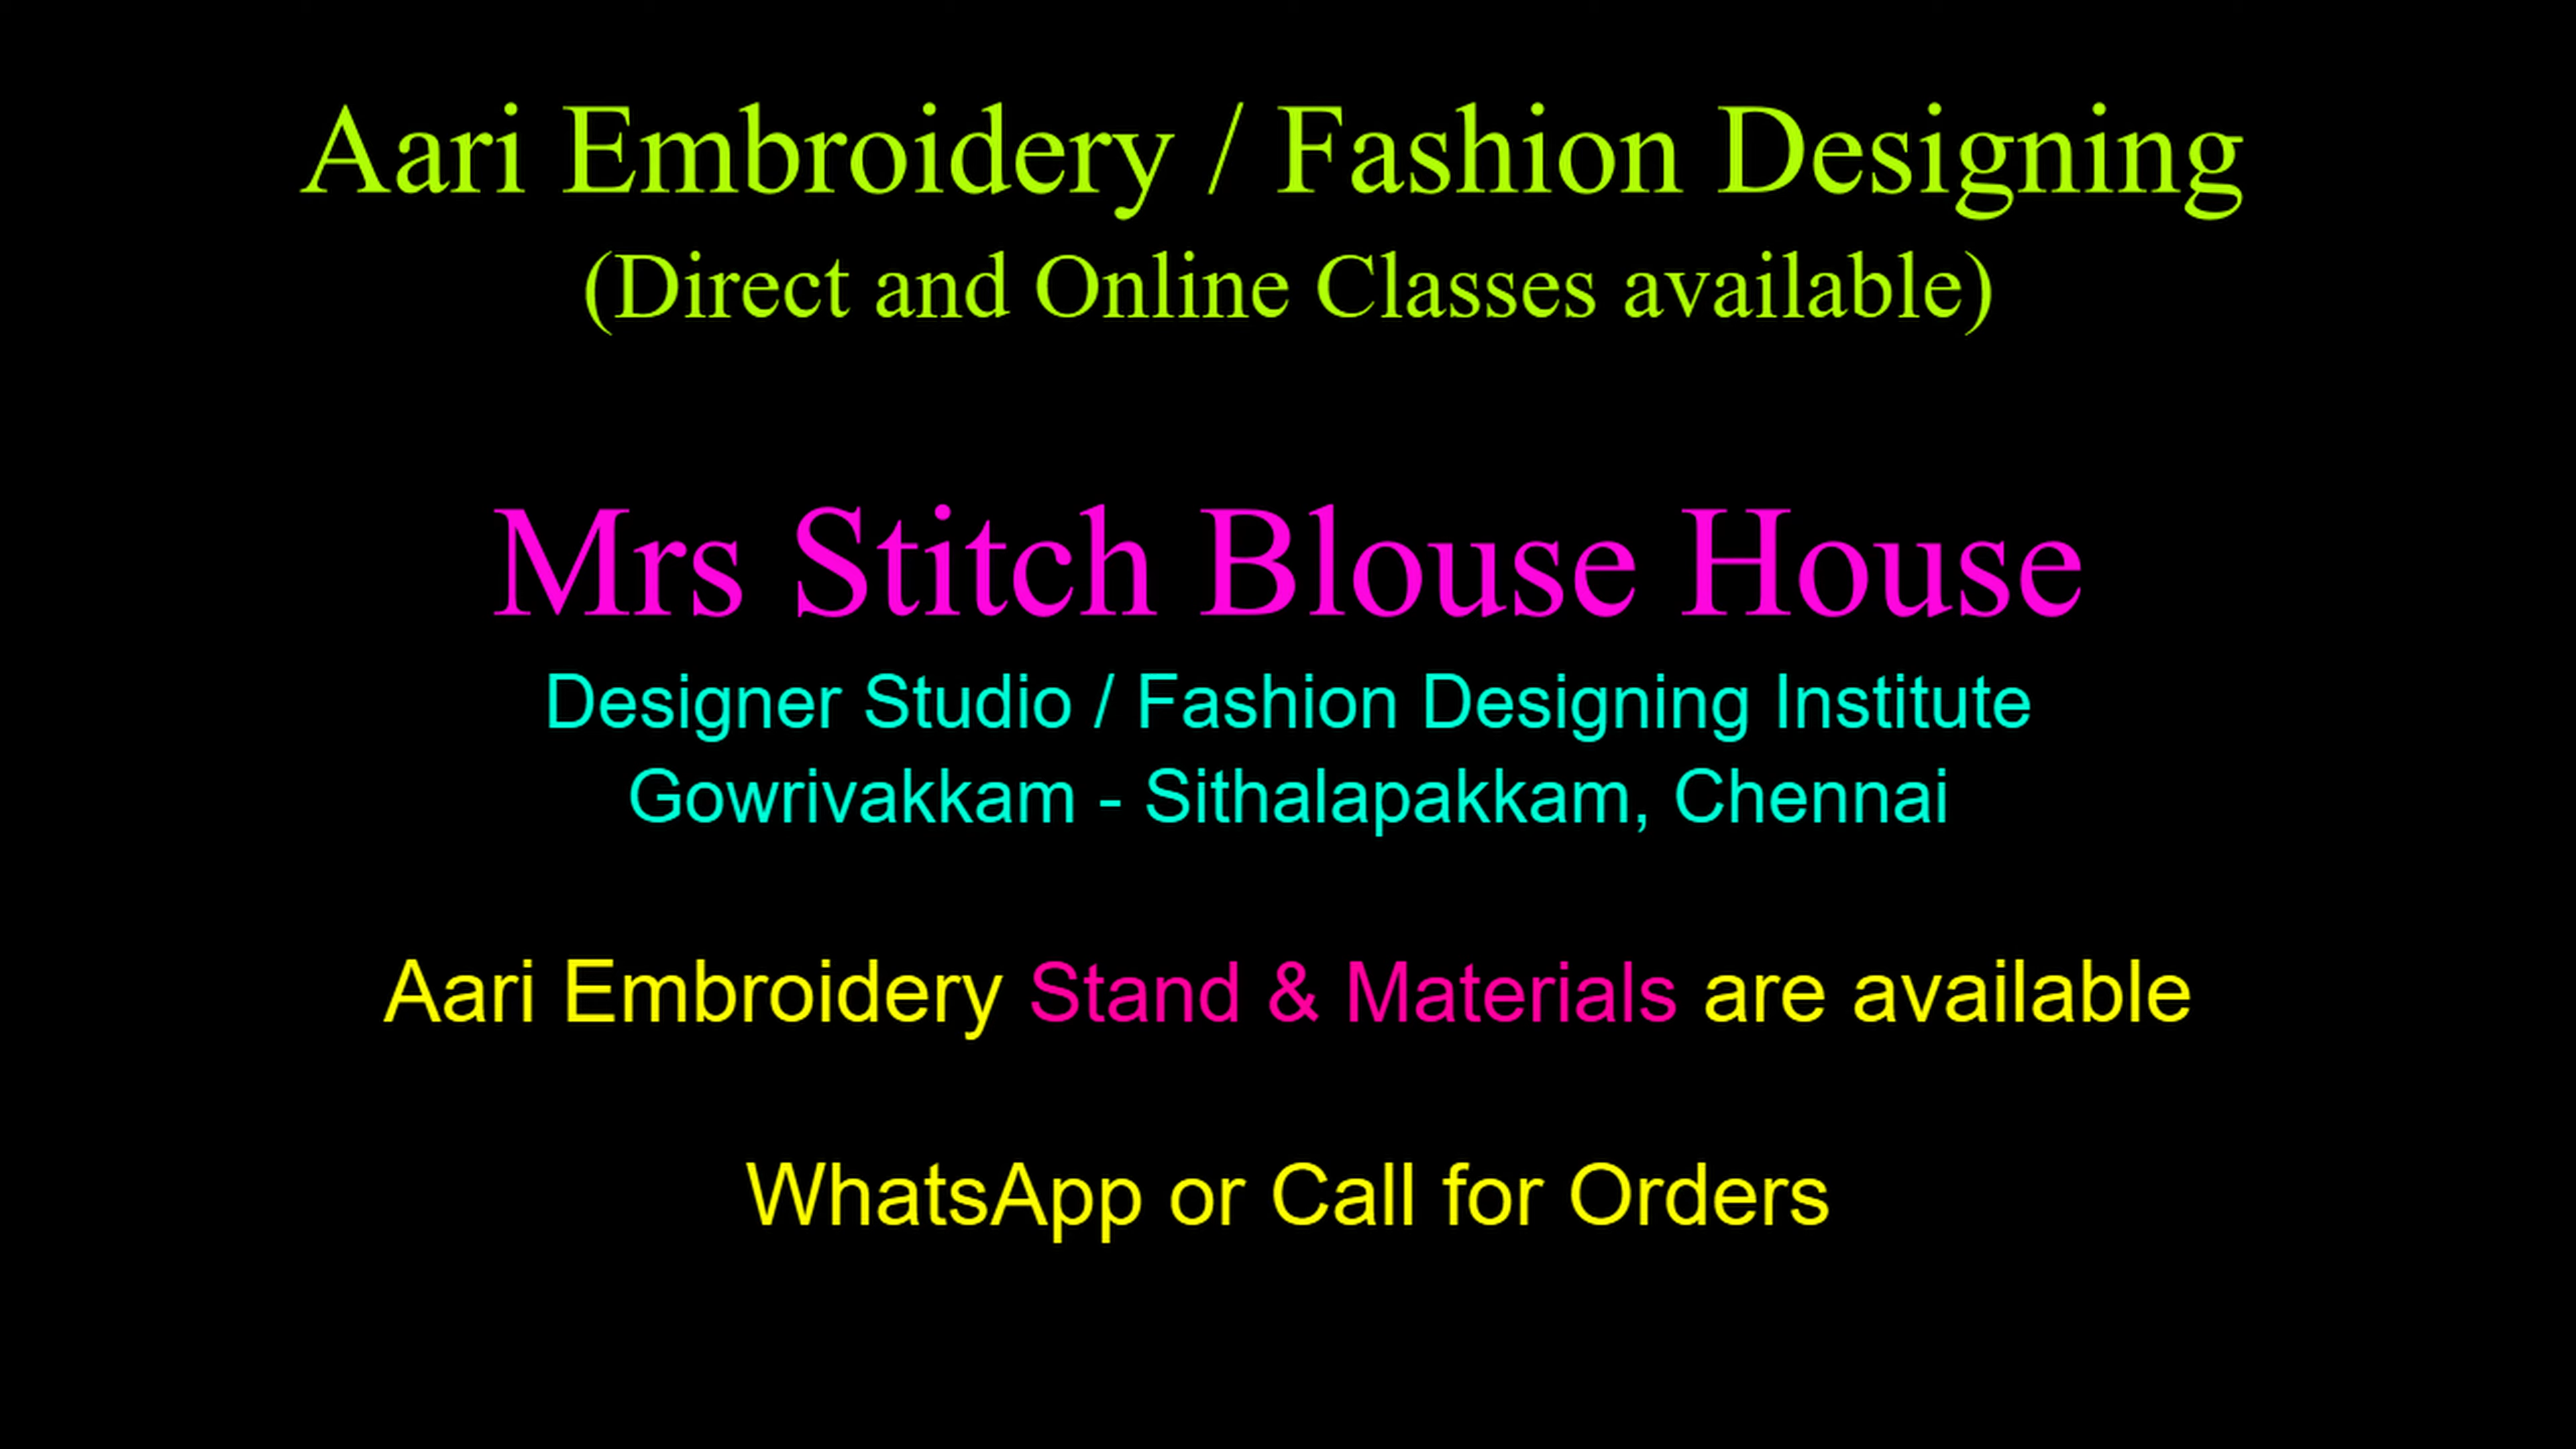 Aari Embroidery / Fashion Designing
(Direct and Online Classes available)
Mrs Stitch Blouse House
Designer Studio / Fashion Designing Institute
Gowrivakkam - Sithalapakkam, Chennai
Aari Embroidery Stand & Materials are available
WhatsApp or Call for Orders